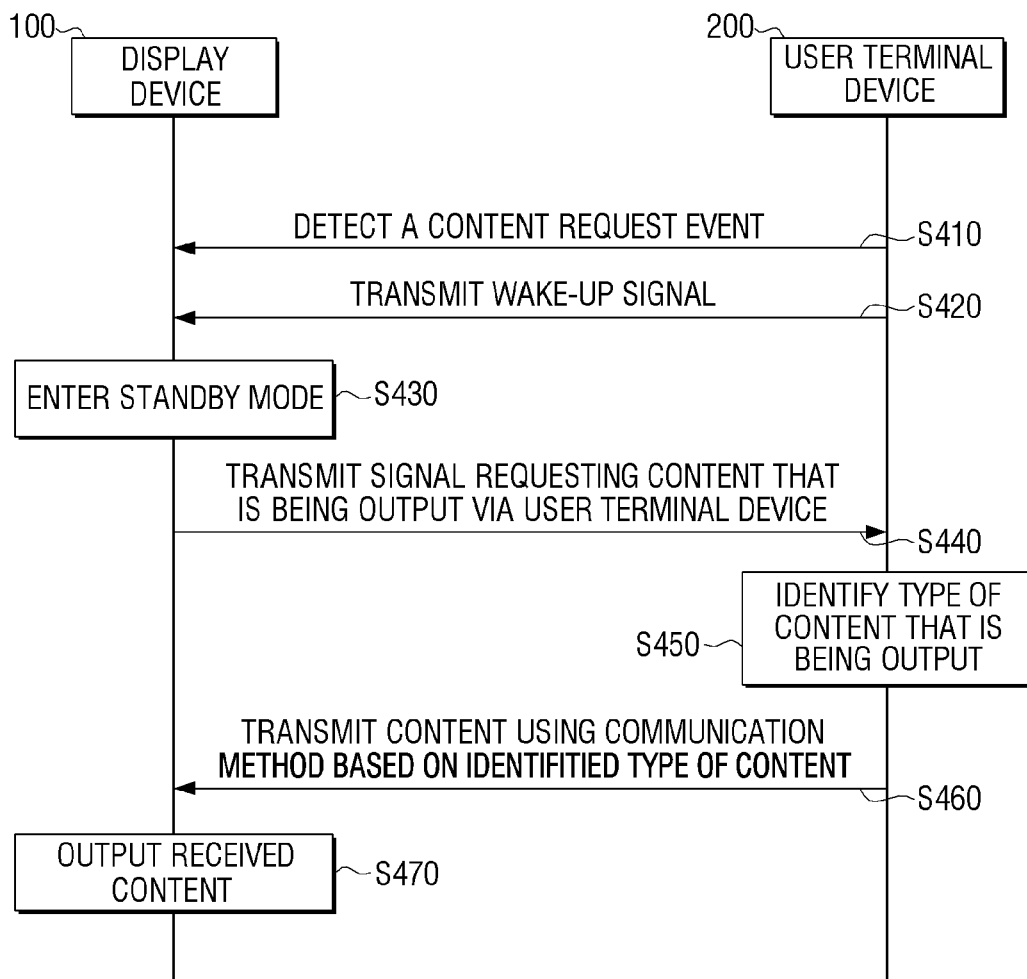 100
DISPLAY
DEVICE
200
USER TERMINAL
DEVICE
DETECT A CONTENT REQUEST EVENT
S410
TRANSMIT WAKE-UP SIGNAL
S420
ENTER STANDBY MODE
S430
TRANSMIT SIGNAL REQUESTING CONTENT THAT
IS BEING OUTPUT VIA USER TERMINAL DEVICE
S440
IDENTIFY TYPE OF
CONTENT THAT IS
BEING OUTPUT
S450
TRANSMIT CONTENT USING COMMUNICATION
METHOD BASED ON IDENTIFITIED TYPE OF CONTENT
S460
OUTPUT RECEIVED
CONTENT
S470